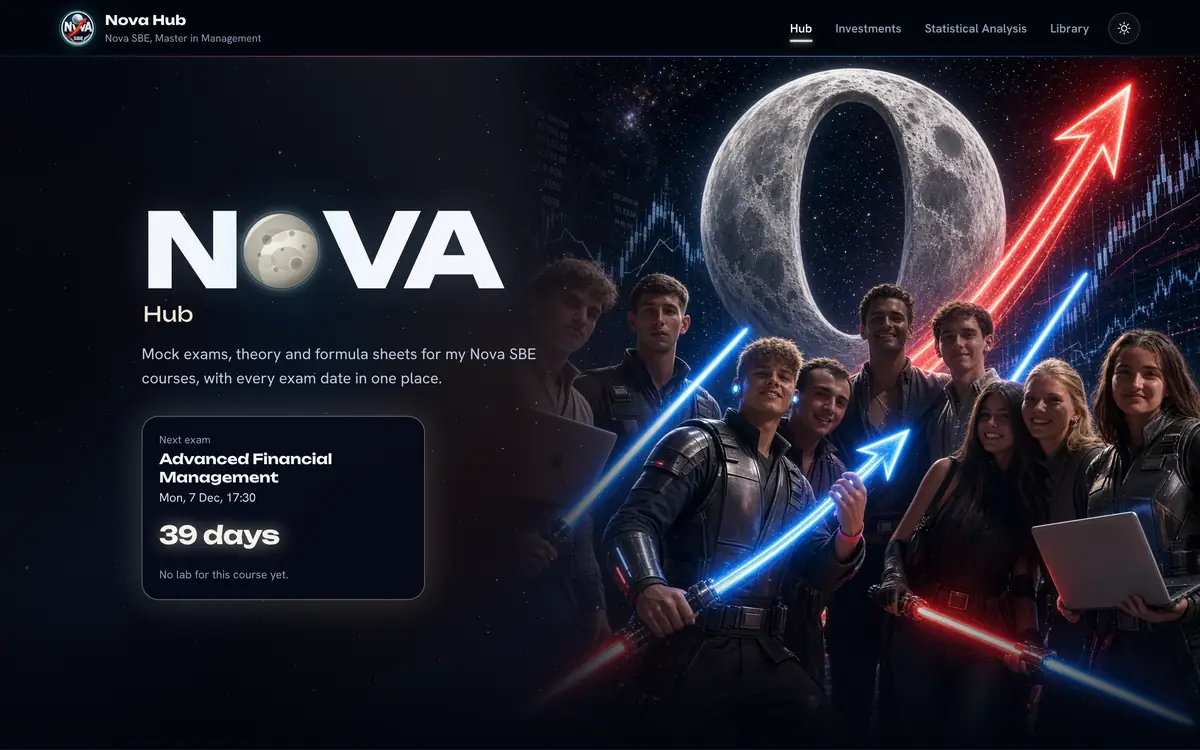 Nova Hub
Nova SBE, Master in Management
Hub
Investments
Statistical Analysis
Library
NOVA
Hub
Mock exams, theory and formula sheets for my Nova SBE
courses, with every exam date in one place.
Next exam
Advanced Financial
Management
Mon, 7 Dec, 17:30
39 days
No lab for this course yet.